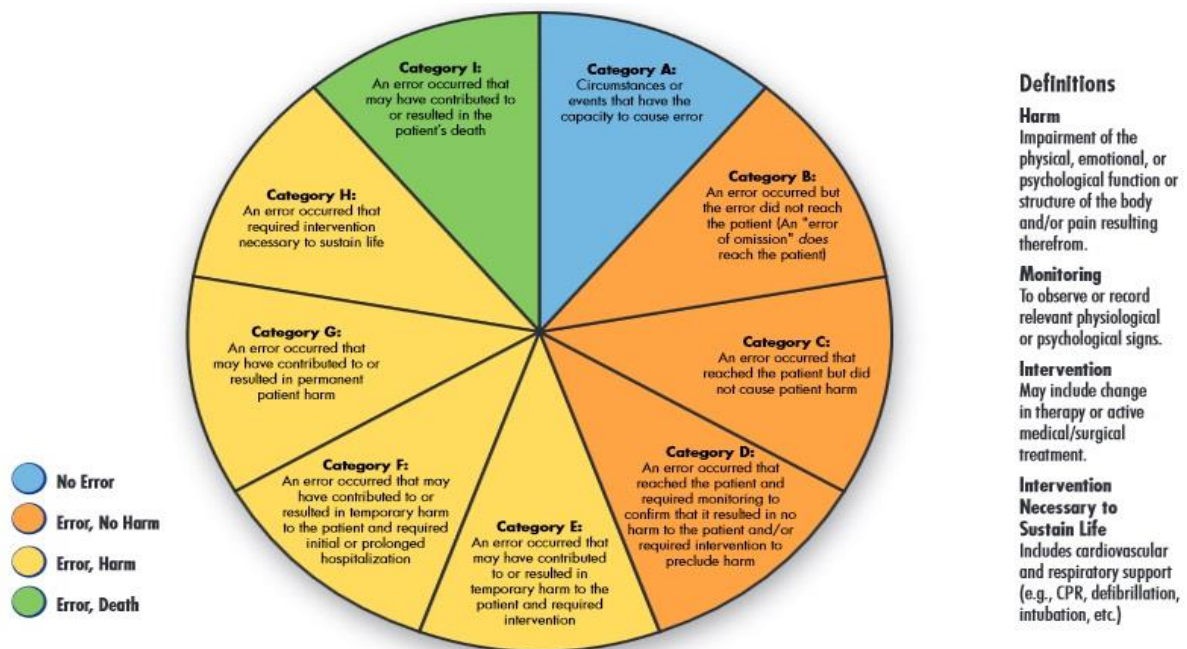 Category A:
Circumstances or
events that have the
capacity to cause error
Category B:
An error occurred but
the error did not reach
the patient (An "error
of omission" does
reach the patient)
Category C:
An error occurred that
reached the patient but did
not cause patient harm
Category D:
An error occurred that
reached the patient and
required monitoring to
confirm that it resulted in no
harm to the patient and/or
required intervention to
preclude harm
Category E:
An error occurred that
may have contributed
to or resulted in
temporary harm to the
patient and required
intervention
Category F:
An error occurred that may
have contributed to or
resulted in temporary harm
to the patient and required
initial or prolonged
hospitalization
Category G:
An error occurred that
may have contributed to or
resulted in permanent
patient harm
Category H:
An error occurred that
required intervention
necessary to sustain life
Category I:
An error occurred that
may have contributed to
or resulted in the
patient's death
No Error
Error, No Harm
Error, Harm
Error, Death
Definitions
Harm
Impairment of the
physical, emotional, or
psychological function or
structure of the body
and/or pain resulting
therefrom.
Monitoring
To observe or record
relevant physiological
or psychological signs.
Intervention
May include change
in therapy or active
medical/surgical
treatment.
Intervention
Necessary to
Sustain Life
Includes cardiovascular
and respiratory support
(e.g., CPR, defibrillation,
intubation, etc.)